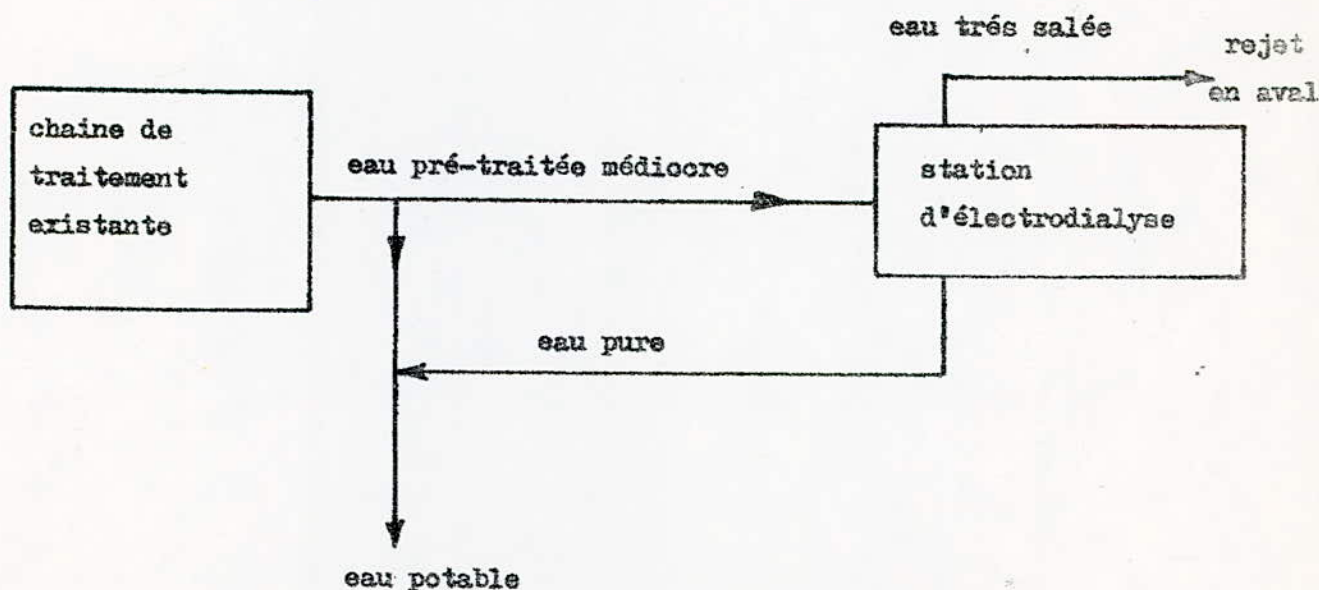 eau trés salée
rejet
en aval
chaine de
traitement
existante
eau pré-traitée médiocre
station
d'électrodialyse
eau pure
eau potable